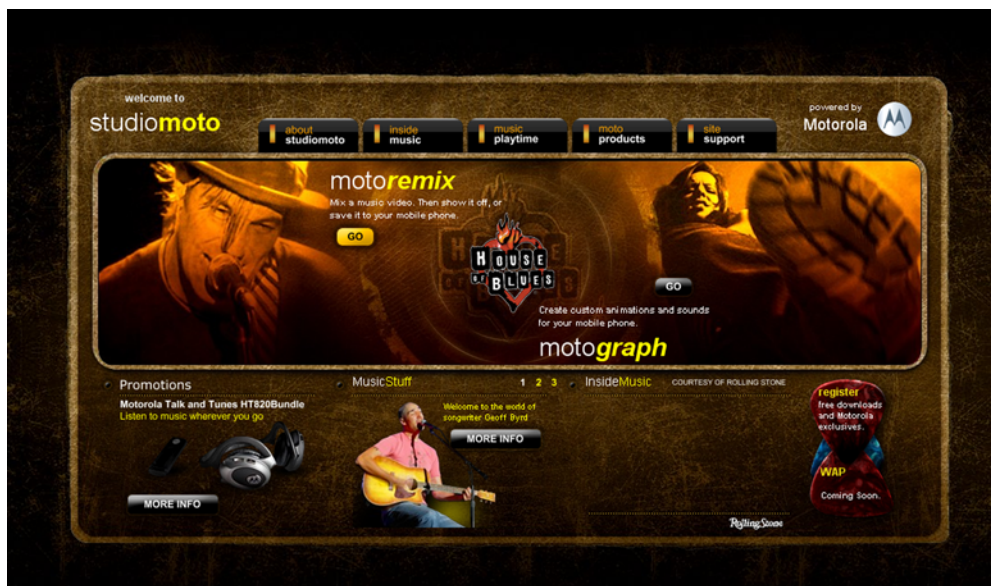 welcome to
studiomoto
powered by
Motorola
about
studiomoto
inside
music
music
playtime
moto
products
site
support
motoremix
Mix a music video. Then show it off, or
save it to your mobile phone.
GO
HOUSE
OF BLUES
GO
Create custom animations and sounds
for your mobile phone.
motograph
Promotions
Motorola Talk and Tunes HT820Bundle
Listen to music wherever you go
MORE INFO
MusicStuff
1 2 3
Welcome to the world of
songwriter Geoff Byrd
MORE INFO
InsideMusic
COURTESY OF ROLLING STONE
RollingStone
register
free downloads
and Motorola
exclusives.
WAP
Coming Soon.